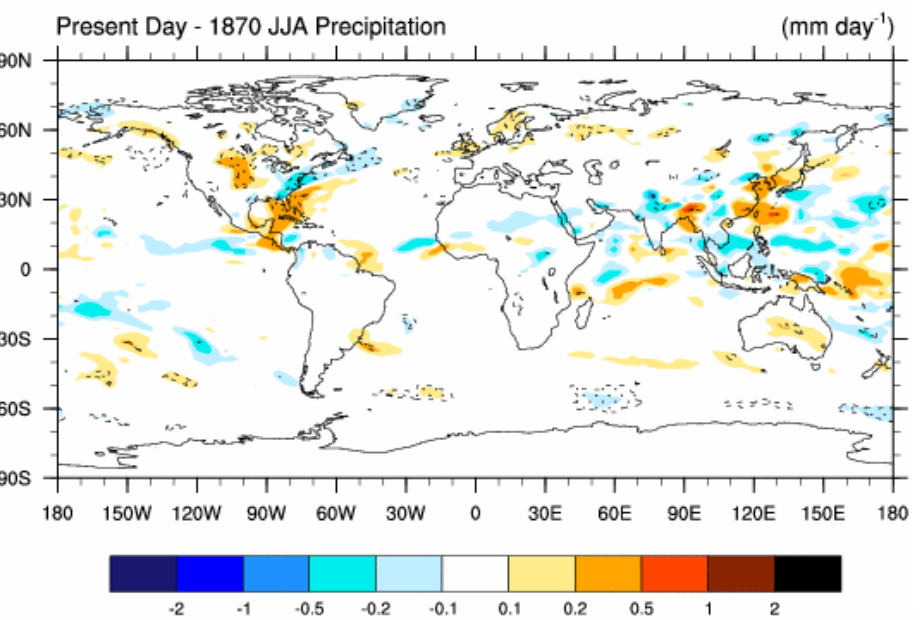 Present Day - 1870 JJA Precipitation (mm day-1)
90N
60N
30N
0
30S
60S
90S
180 150W 120W 90W 60W 30W 0 30E 60E 90E 120E 150E 180
-2 -1 -0.5 -0.2 -0.1 0.1 0.2 0.5 1 2